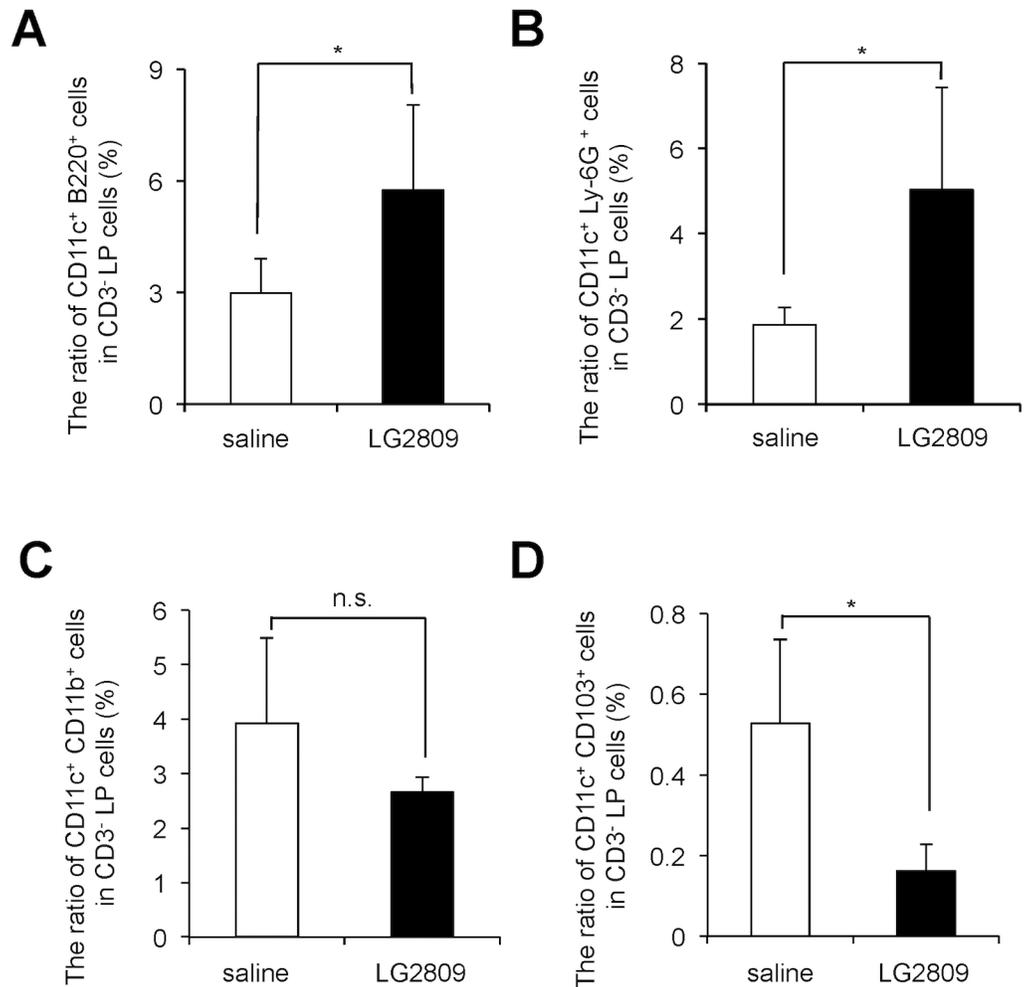 A
The ratio of CD11c⁺ B220⁺ cells
in CD3⁻ LP cells (%)
9
6
3
0
*
saline
LG2809
B
The ratio of CD11c⁺ Ly-6G ⁺ cells
in CD3⁻ LP cells (%)
8
6
4
2
0
*
saline
LG2809
C
The ratio of CD11c⁺ CD11b⁺ cells
in CD3⁻ LP cells (%)
6
5
4
3
2
1
0
n.s.
saline
LG2809
D
The ratio of CD11c⁺ CD103⁺ cells
in CD3⁻ LP cells (%)
0.8
0.6
0.4
0.2
0
*
saline
LG2809